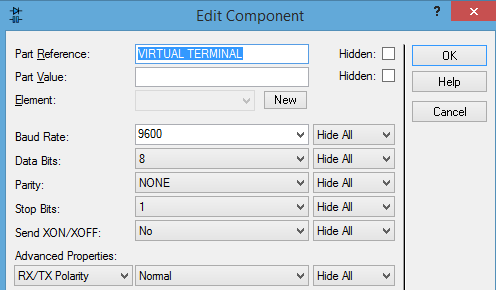 Edit Component
? ×
Part Reference: VIRTUAL TERMINAL Hidden: OK
Part Value: Hidden: Help
Element: New Cancel
Baud Rate: 9600 Hide All
Data Bits: 8 Hide All
Parity: NONE Hide All
Stop Bits: 1 Hide All
Send XON/XOFF: No Hide All
Advanced Properties:
RX/TX Polarity Normal Hide All